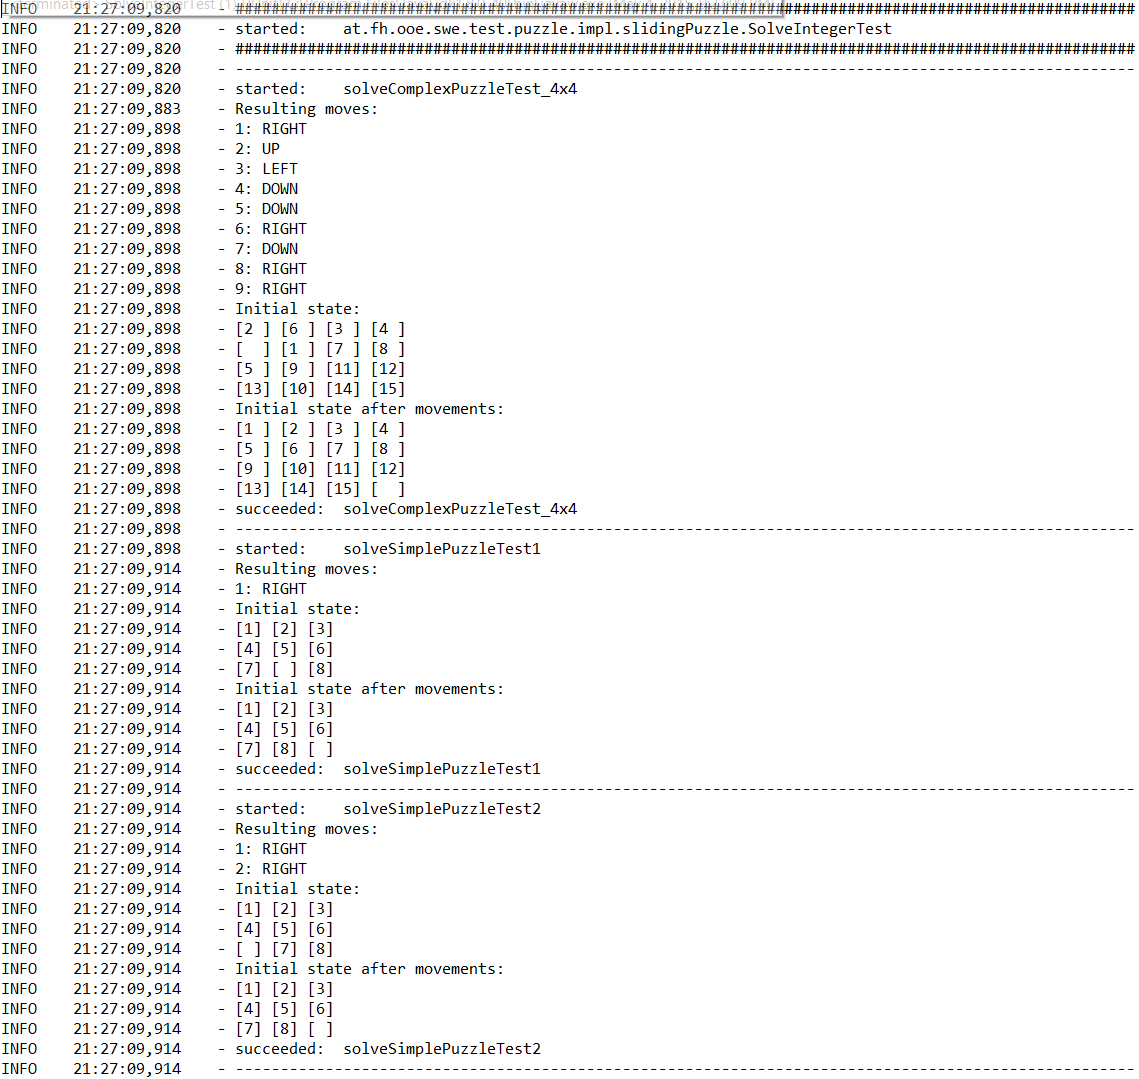 INFO    21:27:09,820    - ####################################################################################################
INFO    21:27:09,820    - started:    at.fh.ooe.swe.test.puzzle.impl.slidingPuzzle.SolveIntegerTest
INFO    21:27:09,820    - ####################################################################################################
INFO    21:27:09,820    - ----------------------------------------------------------------------------------------------------
INFO    21:27:09,820    - started:    solveComplexPuzzleTest_4x4
INFO    21:27:09,883    - Resulting moves:
INFO    21:27:09,898    - 1: RIGHT
INFO    21:27:09,898    - 2: UP
INFO    21:27:09,898    - 3: LEFT
INFO    21:27:09,898    - 4: DOWN
INFO    21:27:09,898    - 5: DOWN
INFO    21:27:09,898    - 6: RIGHT
INFO    21:27:09,898    - 7: DOWN
INFO    21:27:09,898    - 8: RIGHT
INFO    21:27:09,898    - 9: RIGHT
INFO    21:27:09,898    - Initial state:
INFO    21:27:09,898    - [2 ] [6 ] [3 ] [4 ]
INFO    21:27:09,898    - [  ] [1 ] [7 ] [8 ]
INFO    21:27:09,898    - [5 ] [9 ] [11] [12]
INFO    21:27:09,898    - [13] [10] [14] [15]
INFO    21:27:09,898    - Initial state after movements:
INFO    21:27:09,898    - [1 ] [2 ] [3 ] [4 ]
INFO    21:27:09,898    - [5 ] [6 ] [7 ] [8 ]
INFO    21:27:09,898    - [9 ] [10] [11] [12]
INFO    21:27:09,898    - [13] [14] [15] [  ]
INFO    21:27:09,898    - succeeded:  solveComplexPuzzleTest_4x4
INFO    21:27:09,898    - ----------------------------------------------------------------------------------------------------
INFO    21:27:09,898    - started:    solveSimplePuzzleTest1
INFO    21:27:09,914    - Resulting moves:
INFO    21:27:09,914    - 1: RIGHT
INFO    21:27:09,914    - Initial state:
INFO    21:27:09,914    - [1] [2] [3]
INFO    21:27:09,914    - [4] [5] [6]
INFO    21:27:09,914    - [7] [ ] [8]
INFO    21:27:09,914    - Initial state after movements:
INFO    21:27:09,914    - [1] [2] [3]
INFO    21:27:09,914    - [4] [5] [6]
INFO    21:27:09,914    - [7] [8] [ ]
INFO    21:27:09,914    - succeeded:  solveSimplePuzzleTest1
INFO    21:27:09,914    - ----------------------------------------------------------------------------------------------------
INFO    21:27:09,914    - started:    solveSimplePuzzleTest2
INFO    21:27:09,914    - Resulting moves:
INFO    21:27:09,914    - 1: RIGHT
INFO    21:27:09,914    - 2: RIGHT
INFO    21:27:09,914    - Initial state:
INFO    21:27:09,914    - [1] [2] [3]
INFO    21:27:09,914    - [4] [5] [6]
INFO    21:27:09,914    - [ ] [7] [8]
INFO    21:27:09,914    - Initial state after movements:
INFO    21:27:09,914    - [1] [2] [3]
INFO    21:27:09,914    - [4] [5] [6]
INFO    21:27:09,914    - [7] [8] [ ]
INFO    21:27:09,914    - succeeded:  solveSimplePuzzleTest2
INFO    21:27:09,914    - ----------------------------------------------------------------------------------------------------